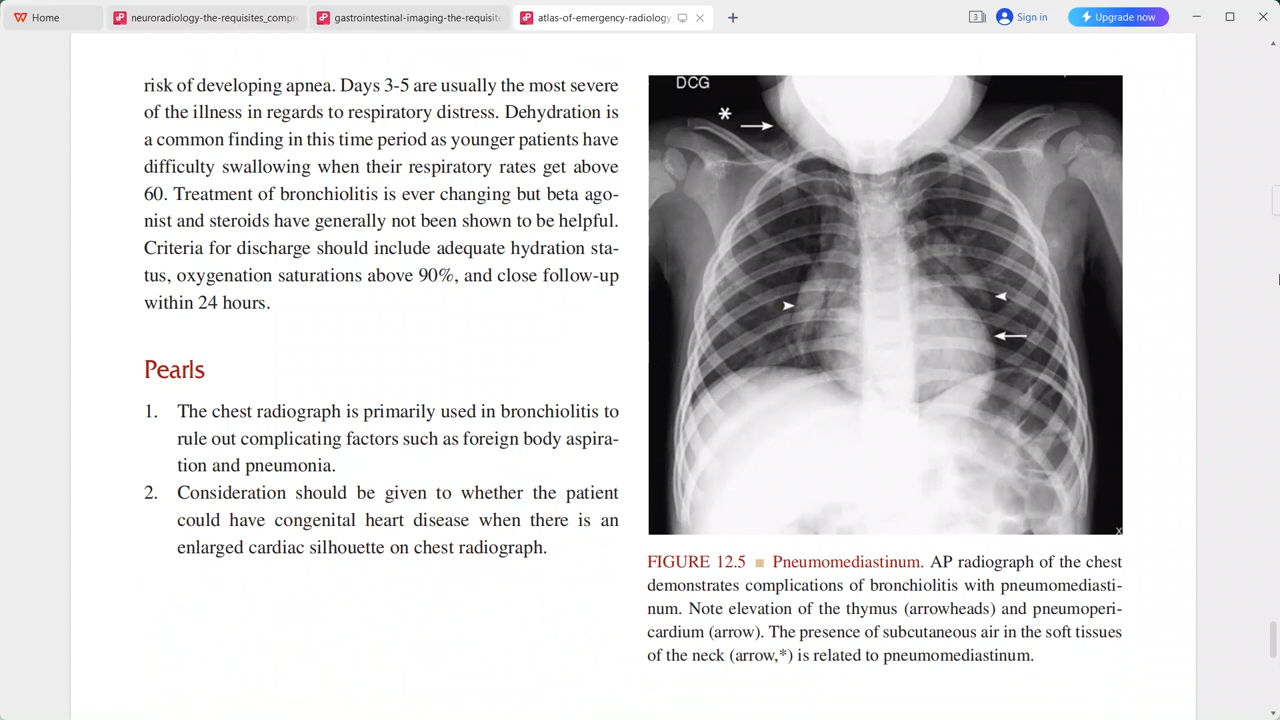 Home
neuroradiology-the-requisites_compr
gastrointestinal-imaging-the-requisite
atlas-of-emergency-radiology
3
Sign in
Upgrade now
risk of developing apnea. Days 3-5 are usually the most severe
of the illness in regards to respiratory distress. Dehydration is
a common finding in this time period as younger patients have
difficulty swallowing when their respiratory rates get above
60. Treatment of bronchiolitis is ever changing but beta ago-
nist and steroids have generally not been shown to be helpful.
Criteria for discharge should include adequate hydration sta-
tus, oxygenation saturations above 90%, and close follow-up
within 24 hours.
Pearls
1. The chest radiograph is primarily used in bronchiolitis to
rule out complicating factors such as foreign body aspira-
tion and pneumonia.
2. Consideration should be given to whether the patient
could have congenital heart disease when there is an
enlarged cardiac silhouette on chest radiograph.
DCG
*
X
FIGURE 12.5 ■ Pneumomediastinum. AP radiograph of the chest
demonstrates complications of bronchiolitis with pneumomediasti-
num. Note elevation of the thymus (arrowheads) and pneumoperi-
cardium (arrow). The presence of subcutaneous air in the soft tissues
of the neck (arrow,*) is related to pneumomediastinum.